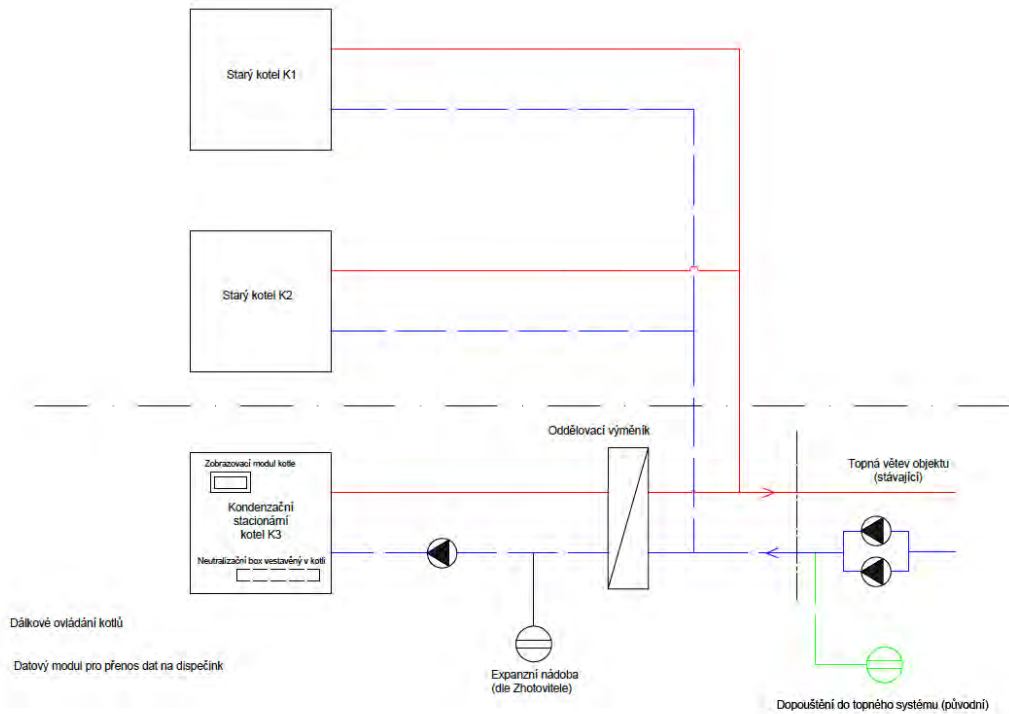 Starý kotel K1
Starý kotel K2
Oddělovací výměník
Zobrazovací modul kotle
Kondenzační
stacionární
kotel K3
Neutralizační box vestavěný v kotli
Topná větev objektu
(stávající)
Dálkové ovládání kotlů
Datový modul pro přenos dat na dispečink
Expanzní nádoba
(dle Zhotovitele)
Dopouštění do topného systému (původní)